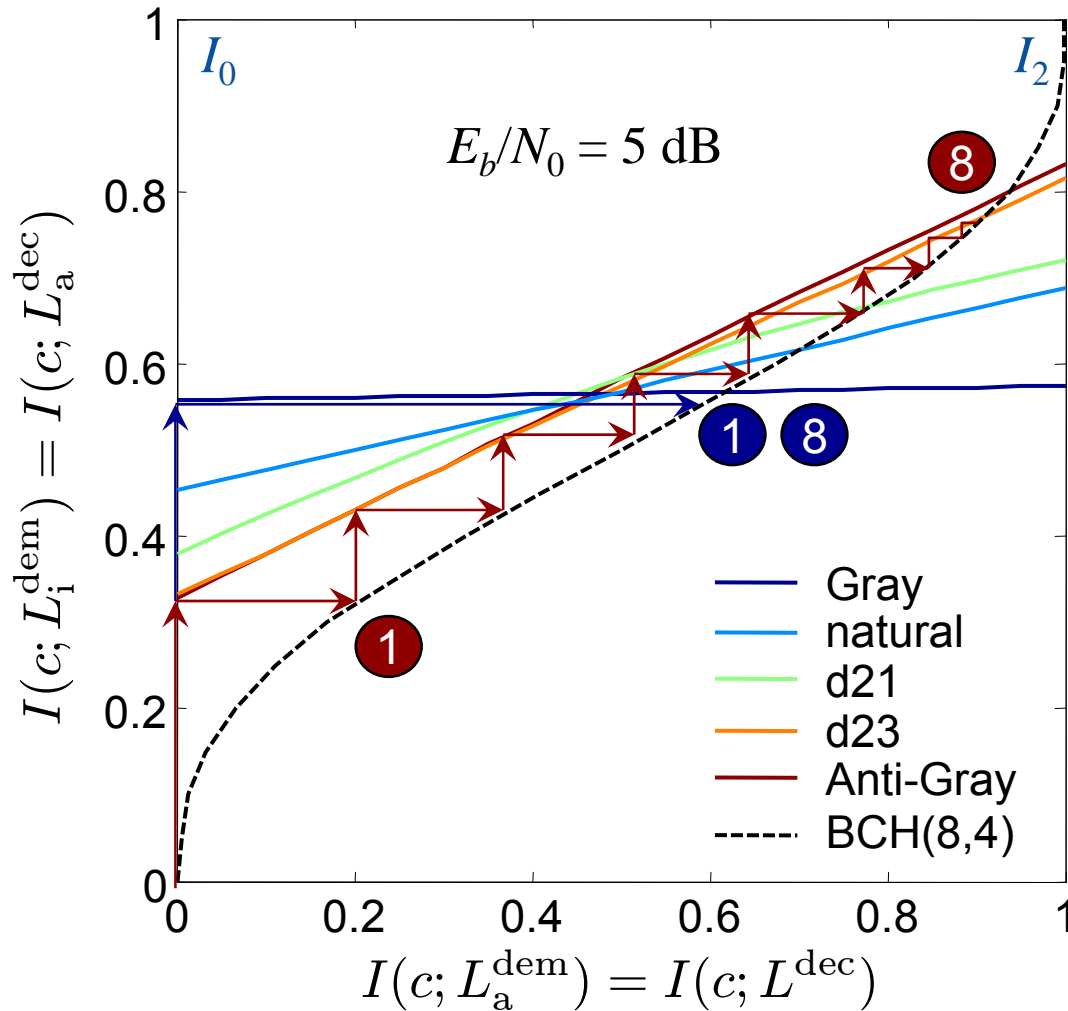 1
I₀ I₂
E_b/N₀ = 5 dB
8
0.8
0.6
1 8
0.4
1
0.2
0
Gray
natural
d21
d23
Anti-Gray
BCH(8,4)
0 0.2 0.4 0.6 0.8 1
I(c; L_a^dem) = I(c; L^dec)
I(c; L_i^dem) = I(c; L_a^dec)